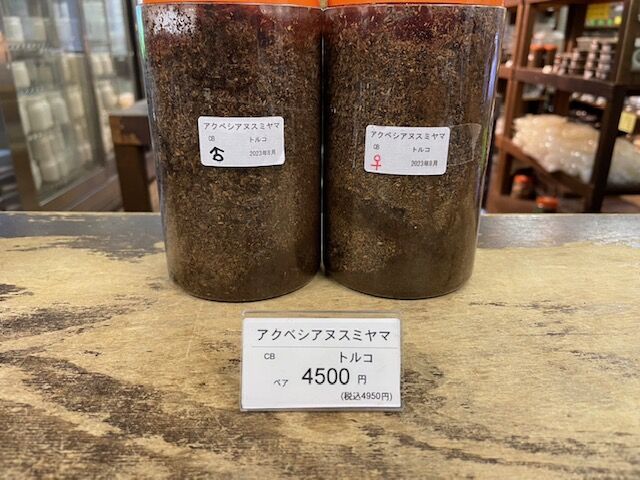 アクベシアヌスミヤマ
CB トルコ
♂ 2023年8月
アクベシアヌスミヤマ
CB トルコ
♀ 2023年8月
アクベシアヌスミヤマ
CB トルコ
ペア 4500 円
(税込4950円)